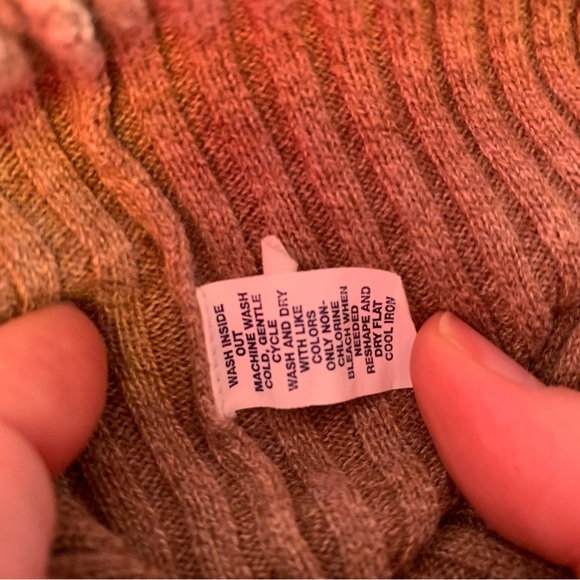 WASH INSIDE
OUT
MACHINE WASH
COLD, GENTLE
CYCLE
WASH AND DRY
WITH LIKE
COLORS
ONLY NON-
CHLORINE
BLEACH WHEN
NEEDED
RESHAPE AND
DRY FLAT
COOL IRON